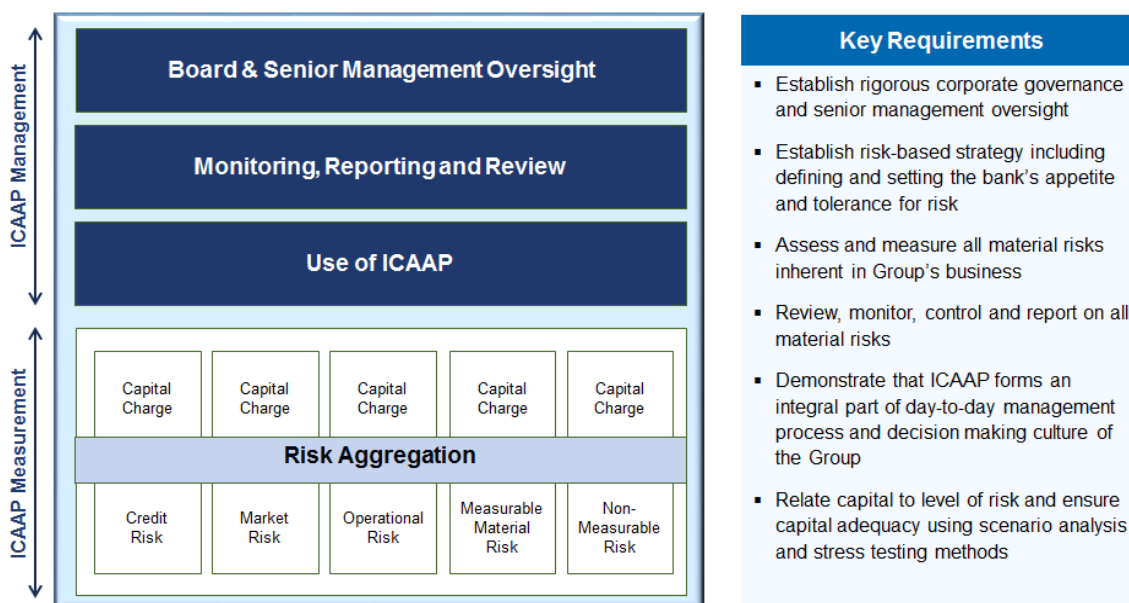 ICAAP Management
Board & Senior Management Oversight
Monitoring, Reporting and Review
Use of ICAAP
ICAAP Measurement
Capital
Charge
Capital
Charge
Capital
Charge
Capital
Charge
Capital
Charge
Risk Aggregation
Credit
Risk
Market
Risk
Operational
Risk
Measurable
Material
Risk
Non-
Measurable
Risk
Key Requirements
▪ Establish rigorous corporate governance
and senior management oversight
▪ Establish risk-based strategy including
defining and setting the bank's appetite
and tolerance for risk
▪ Assess and measure all material risks
inherent in Group's business
▪ Review, monitor, control and report on all
material risks
▪ Demonstrate that ICAAP forms an
integral part of day-to-day management
process and decision making culture of
the Group
▪ Relate capital to level of risk and ensure
capital adequacy using scenario analysis
and stress testing methods